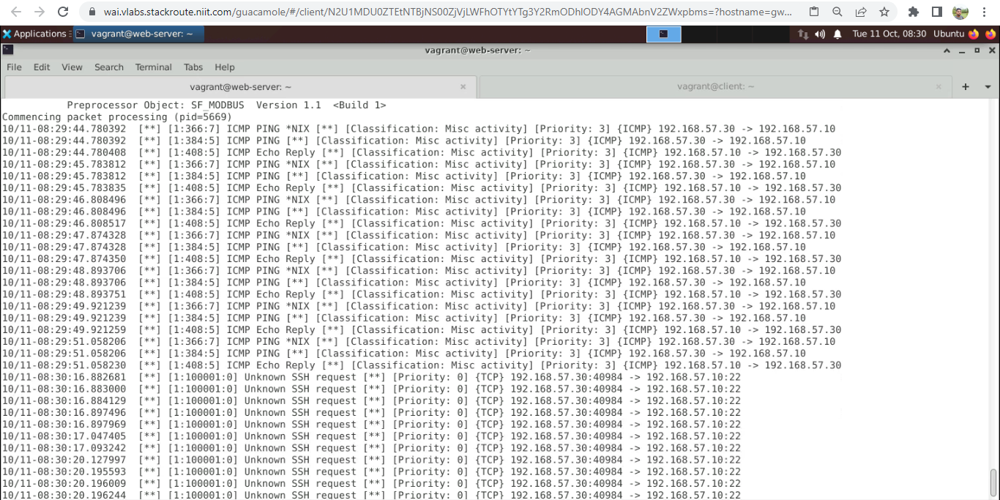 wai.vlabs.stackroute.niit.com/guacamole/#/client/N2U1MDU0ZTEtNTBjNS00ZjVjLWFhOTYtYTg3Y2RmODhlODY4AGMAbnV2ZWxpbms=?hostname=gw...
Applications vagrant@web-server: ~ Tue 11 Oct, 08:30 Ubuntu
vagrant@web-server: ~
File Edit View Search Terminal Tabs Help
vagrant@web-server: ~ × vagrant@client: ~ ×
Preprocessor Object: SF_MODBUS Version 1.1 <Build 1>
Commencing packet processing (pid=5669)
10/11-08:29:44.780392 [**] [1:366:7] ICMP PING *NIX [**] [Classification: Misc activity] [Priority: 3] {ICMP} 192.168.57.30 -> 192.168.57.10
10/11-08:29:44.780392 [**] [1:384:5] ICMP PING [**] [Classification: Misc activity] [Priority: 3] {ICMP} 192.168.57.30 -> 192.168.57.10
10/11-08:29:44.780408 [**] [1:408:5] ICMP Echo Reply [**] [Classification: Misc activity] [Priority: 3] {ICMP} 192.168.57.10 -> 192.168.57.30
10/11-08:29:45.783812 [**] [1:366:7] ICMP PING *NIX [**] [Classification: Misc activity] [Priority: 3] {ICMP} 192.168.57.30 -> 192.168.57.10
10/11-08:29:45.783812 [**] [1:384:5] ICMP PING [**] [Classification: Misc activity] [Priority: 3] {ICMP} 192.168.57.30 -> 192.168.57.10
10/11-08:29:45.783835 [**] [1:408:5] ICMP Echo Reply [**] [Classification: Misc activity] [Priority: 3] {ICMP} 192.168.57.10 -> 192.168.57.30
10/11-08:29:46.808496 [**] [1:366:7] ICMP PING *NIX [**] [Classification: Misc activity] [Priority: 3] {ICMP} 192.168.57.30 -> 192.168.57.10
10/11-08:29:46.808496 [**] [1:384:5] ICMP PING [**] [Classification: Misc activity] [Priority: 3] {ICMP} 192.168.57.30 -> 192.168.57.10
10/11-08:29:46.808517 [**] [1:408:5] ICMP Echo Reply [**] [Classification: Misc activity] [Priority: 3] {ICMP} 192.168.57.10 -> 192.168.57.30
10/11-08:29:47.874328 [**] [1:366:7] ICMP PING *NIX [**] [Classification: Misc activity] [Priority: 3] {ICMP} 192.168.57.30 -> 192.168.57.10
10/11-08:29:47.874328 [**] [1:384:5] ICMP PING [**] [Classification: Misc activity] [Priority: 3] {ICMP} 192.168.57.30 -> 192.168.57.10
10/11-08:29:47.874350 [**] [1:408:5] ICMP Echo Reply [**] [Classification: Misc activity] [Priority: 3] {ICMP} 192.168.57.10 -> 192.168.57.30
10/11-08:29:48.893706 [**] [1:366:7] ICMP PING *NIX [**] [Classification: Misc activity] [Priority: 3] {ICMP} 192.168.57.30 -> 192.168.57.10
10/11-08:29:48.893706 [**] [1:384:5] ICMP PING [**] [Classification: Misc activity] [Priority: 3] {ICMP} 192.168.57.30 -> 192.168.57.10
10/11-08:29:48.893751 [**] [1:408:5] ICMP Echo Reply [**] [Classification: Misc activity] [Priority: 3] {ICMP} 192.168.57.10 -> 192.168.57.30
10/11-08:29:49.921239 [**] [1:366:7] ICMP PING *NIX [**] [Classification: Misc activity] [Priority: 3] {ICMP} 192.168.57.30 -> 192.168.57.10
10/11-08:29:49.921239 [**] [1:384:5] ICMP PING [**] [Classification: Misc activity] [Priority: 3] {ICMP} 192.168.57.30 -> 192.168.57.10
10/11-08:29:49.921259 [**] [1:408:5] ICMP Echo Reply [**] [Classification: Misc activity] [Priority: 3] {ICMP} 192.168.57.10 -> 192.168.57.30
10/11-08:29:51.058206 [**] [1:366:7] ICMP PING *NIX [**] [Classification: Misc activity] [Priority: 3] {ICMP} 192.168.57.30 -> 192.168.57.10
10/11-08:29:51.058206 [**] [1:384:5] ICMP PING [**] [Classification: Misc activity] [Priority: 3] {ICMP} 192.168.57.30 -> 192.168.57.10
10/11-08:29:51.058230 [**] [1:408:5] ICMP Echo Reply [**] [Classification: Misc activity] [Priority: 3] {ICMP} 192.168.57.10 -> 192.168.57.30
10/11-08:30:16.882681 [**] [1:100001:0] Unknown SSH request [**] [Priority: 0] {TCP} 192.168.57.30:40984 -> 192.168.57.10:22
10/11-08:30:16.883000 [**] [1:100001:0] Unknown SSH request [**] [Priority: 0] {TCP} 192.168.57.30:40984 -> 192.168.57.10:22
10/11-08:30:16.884129 [**] [1:100001:0] Unknown SSH request [**] [Priority: 0] {TCP} 192.168.57.30:40984 -> 192.168.57.10:22
10/11-08:30:16.897496 [**] [1:100001:0] Unknown SSH request [**] [Priority: 0] {TCP} 192.168.57.30:40984 -> 192.168.57.10:22
10/11-08:30:16.897969 [**] [1:100001:0] Unknown SSH request [**] [Priority: 0] {TCP} 192.168.57.30:40984 -> 192.168.57.10:22
10/11-08:30:17.047405 [**] [1:100001:0] Unknown SSH request [**] [Priority: 0] {TCP} 192.168.57.30:40984 -> 192.168.57.10:22
10/11-08:30:17.093242 [**] [1:100001:0] Unknown SSH request [**] [Priority: 0] {TCP} 192.168.57.30:40984 -> 192.168.57.10:22
10/11-08:30:20.127997 [**] [1:100001:0] Unknown SSH request [**] [Priority: 0] {TCP} 192.168.57.30:40984 -> 192.168.57.10:22
10/11-08:30:20.195593 [**] [1:100001:0] Unknown SSH request [**] [Priority: 0] {TCP} 192.168.57.30:40984 -> 192.168.57.10:22
10/11-08:30:20.196009 [**] [1:100001:0] Unknown SSH request [**] [Priority: 0] {TCP} 192.168.57.30:40984 -> 192.168.57.10:22
10/11-08:30:20.196244 [**] [1:100001:0] Unknown SSH request [**] [Priority: 0] {TCP} 192.168.57.30:40984 -> 192.168.57.10:22